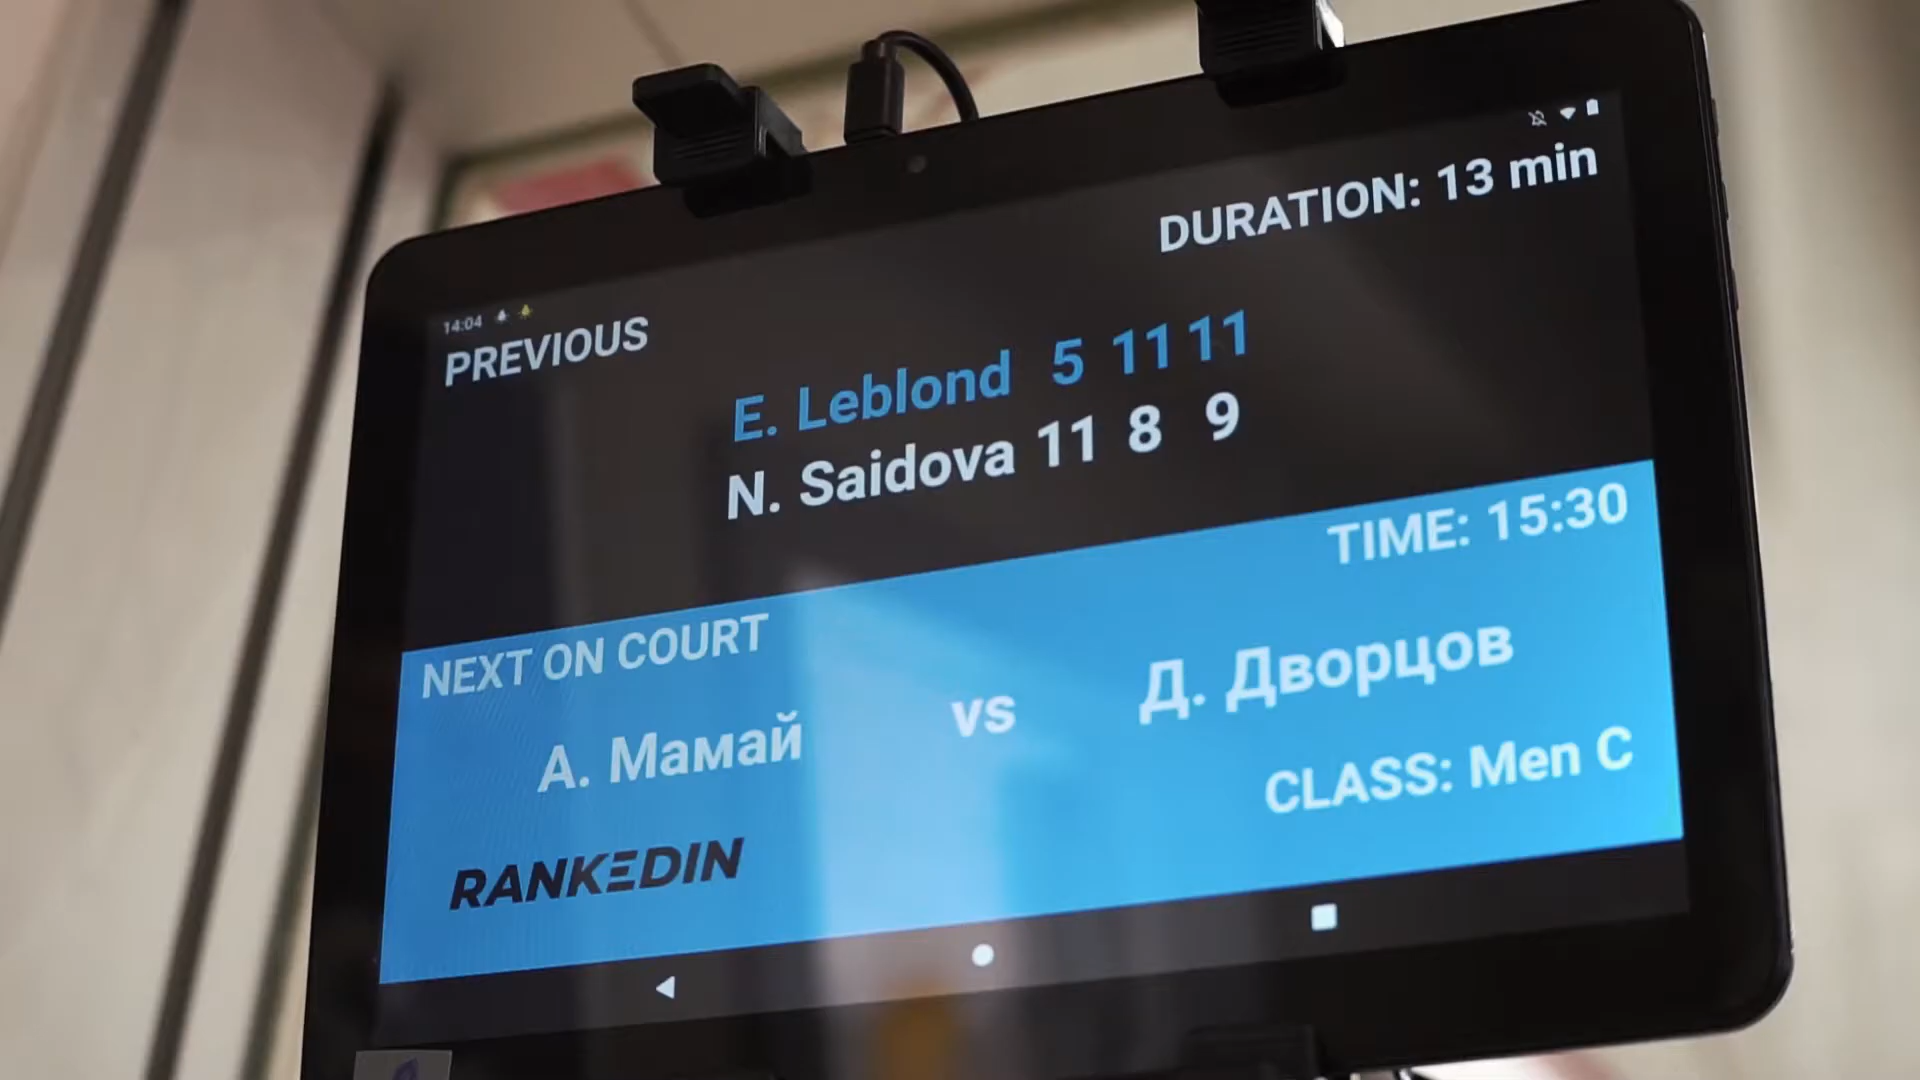 DURATION: 13 min
14:04
PREVIOUS
E. Leblond 5 11 11
N. Saidova 11 8 9
TIME: 15:30
NEXT ON COURT
А. Мамай vs Д. Дворцов
CLASS: Men C
RANKEDIN